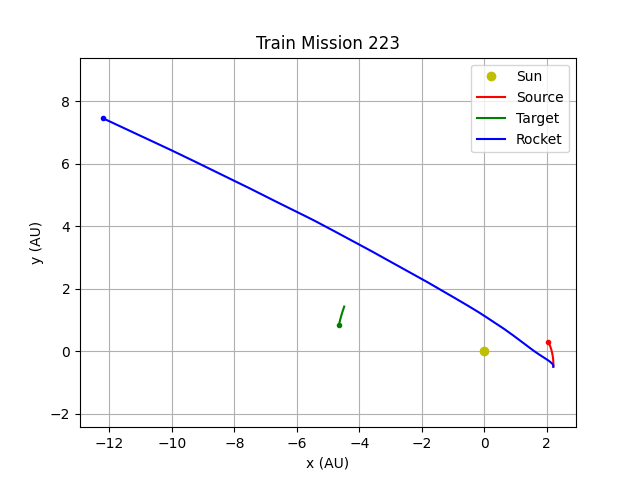 Train Mission 223
Sun
Source
Target
Rocket
y (AU)
8
6
4
2
0
−2
−12
−10
−8
−6
−4
−2
0
2
x (AU)